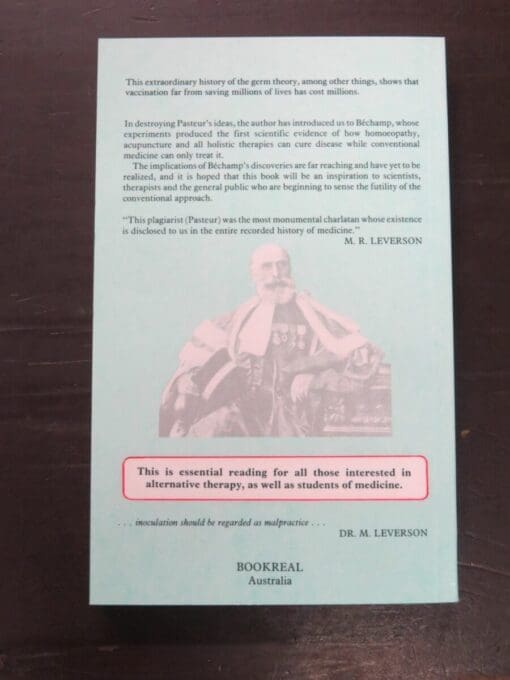 This extraordinary history of the germ theory, among other things, shows that
vaccination far from saving millions of lives has cost millions.
In destroying Pasteur's ideas, the author has introduced us to Béchamp, whose
experiments produced the first scientific evidence of how homoeopathy,
acupuncture and all holistic therapies can cure disease while conventional
medicine can only treat it.
The implications of Béchamp's discoveries are far reaching and have yet to be
realized, and it is hoped that this book will be an inspiration to scientists,
therapists and the general public who are beginning to sense the futility of the
conventional approach.
"This plagiarist (Pasteur) was the most monumental charlatan whose existence
is disclosed to us in the entire recorded history of medicine."
M. R. LEVERSON
This is essential reading for all those interested in
alternative therapy, as well as students of medicine.
. . . inoculation should be regarded as malpractice . . .
DR. M. LEVERSON
BOOKREAL
Australia